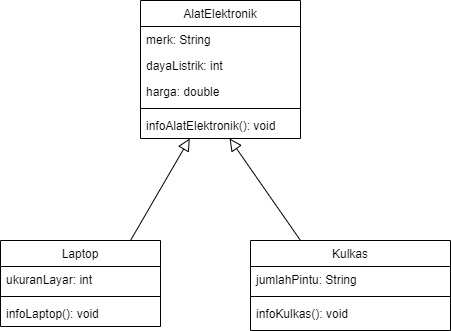 AlatElektronik
merk: String
dayaListrik: int
harga: double
infoAlatElektronik(): void
Laptop
ukuranLayar: int
infoLaptop(): void
Kulkas
jumlahPintu: String
infoKulkas(): void